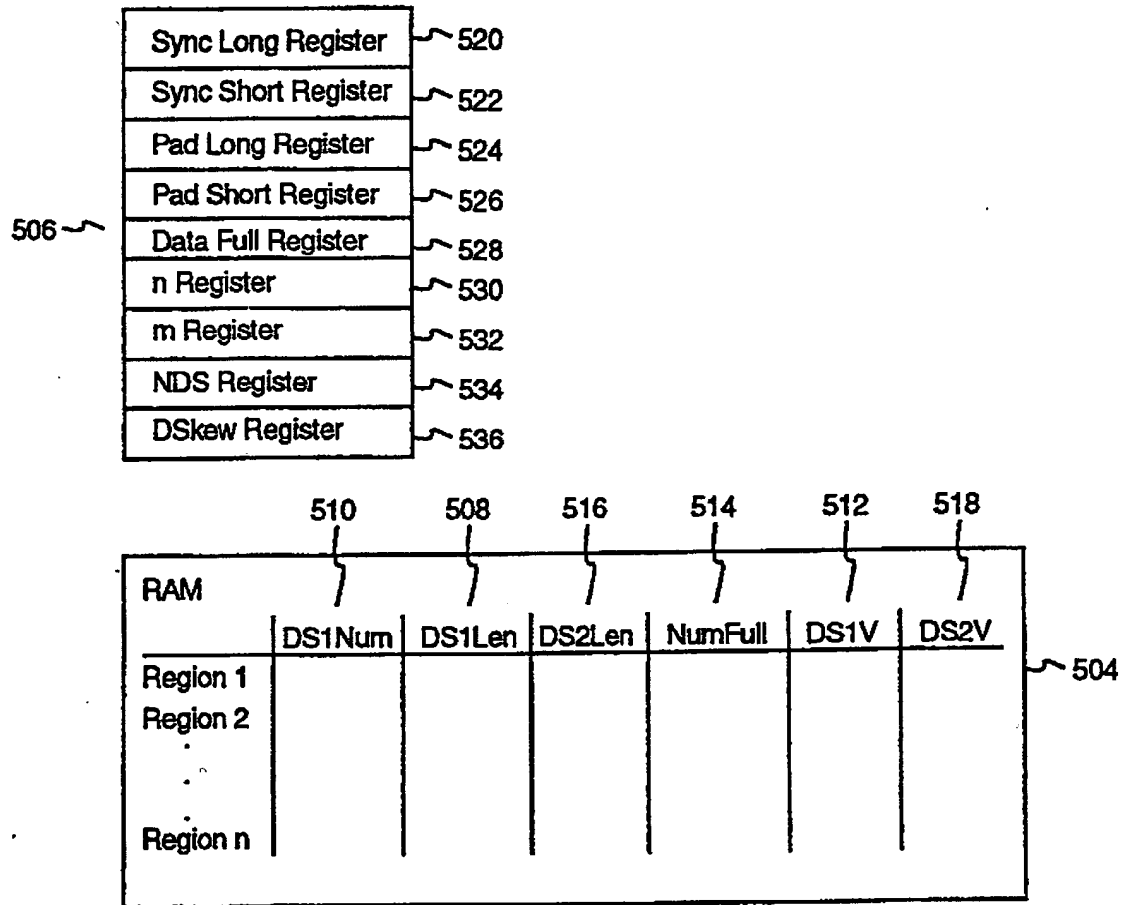 Sync Long Register 520
Sync Short Register 522
Pad Long Register 524
Pad Short Register 526
506
Data Full Register 528
n Register 530
m Register 532
NDS Register 534
DSkew Register 536
510 508 516 514 512 518
RAM
DS1Num DS1Len DS2Len NumFull DS1V DS2V
Region 1
504
Region 2
Region n